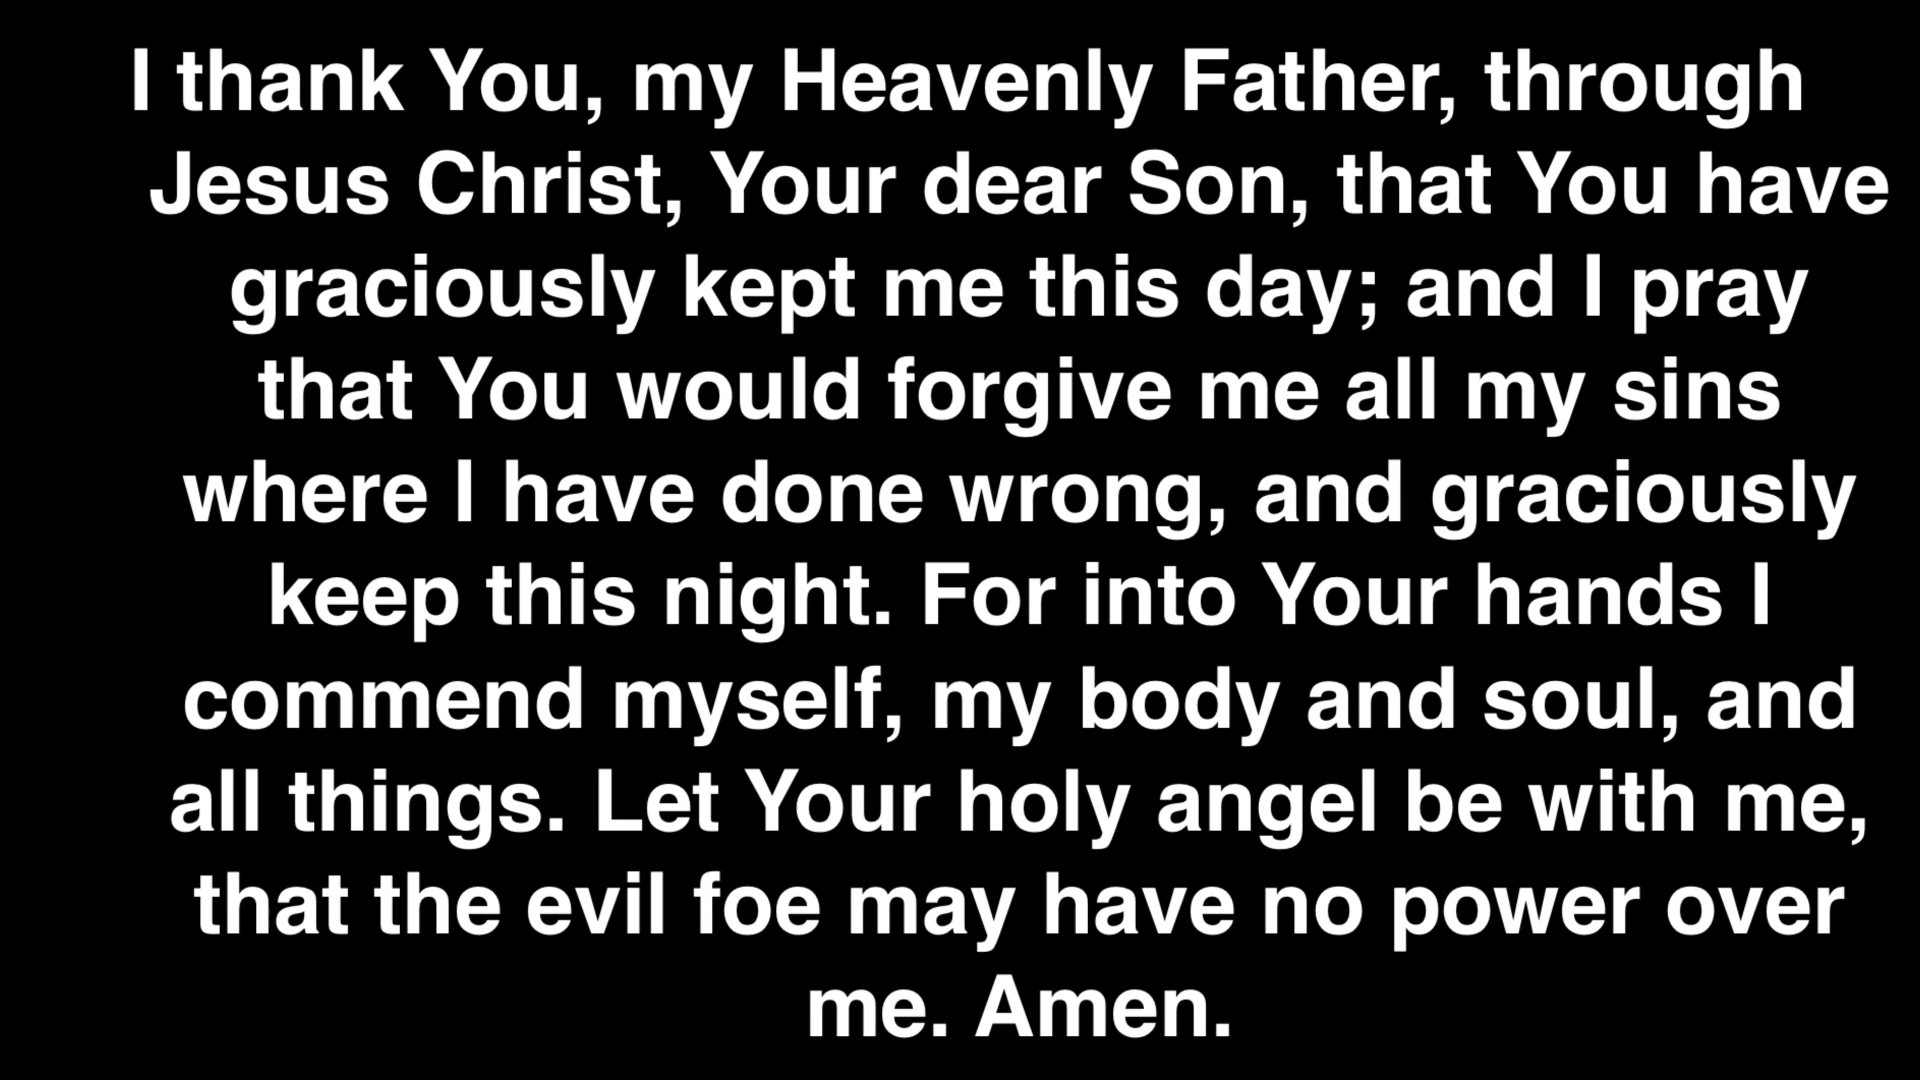 I thank You, my Heavenly Father, through
Jesus Christ, Your dear Son, that You have
graciously kept me this day; and I pray
that You would forgive me all my sins
where I have done wrong, and graciously
keep this night. For into Your hands I
commend myself, my body and soul, and
all things. Let Your holy angel be with me,
that the evil foe may have no power over
me. Amen.